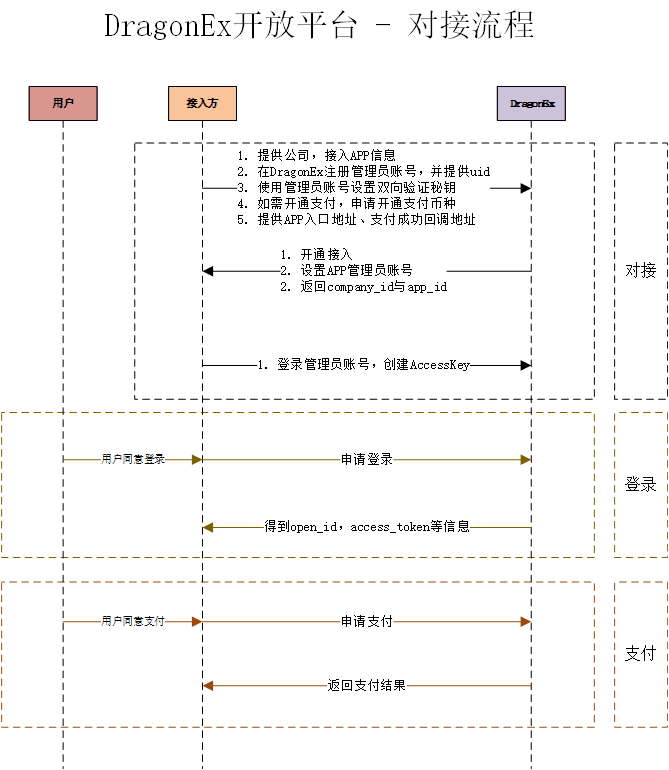 DragonEx开放平台 - 对接流程
用户
接入方
DragonEx
1. 提供公司，接入APP信息
2. 在DragonEx注册管理员账号，并提供uid
3. 使用管理员账号设置双向验证秘钥
4. 如需开通支付，申请开通支付币种
5. 提供APP入口地址、支付成功回调地址
1. 开通接入
2. 设置APP管理员账号
2. 返回company_id与app_id
对接
1. 登录管理员账号，创建AccessKey
用户同意登录
申请登录
登录
得到open_id，access_token等信息
用户同意支付
申请支付
支付
返回支付结果